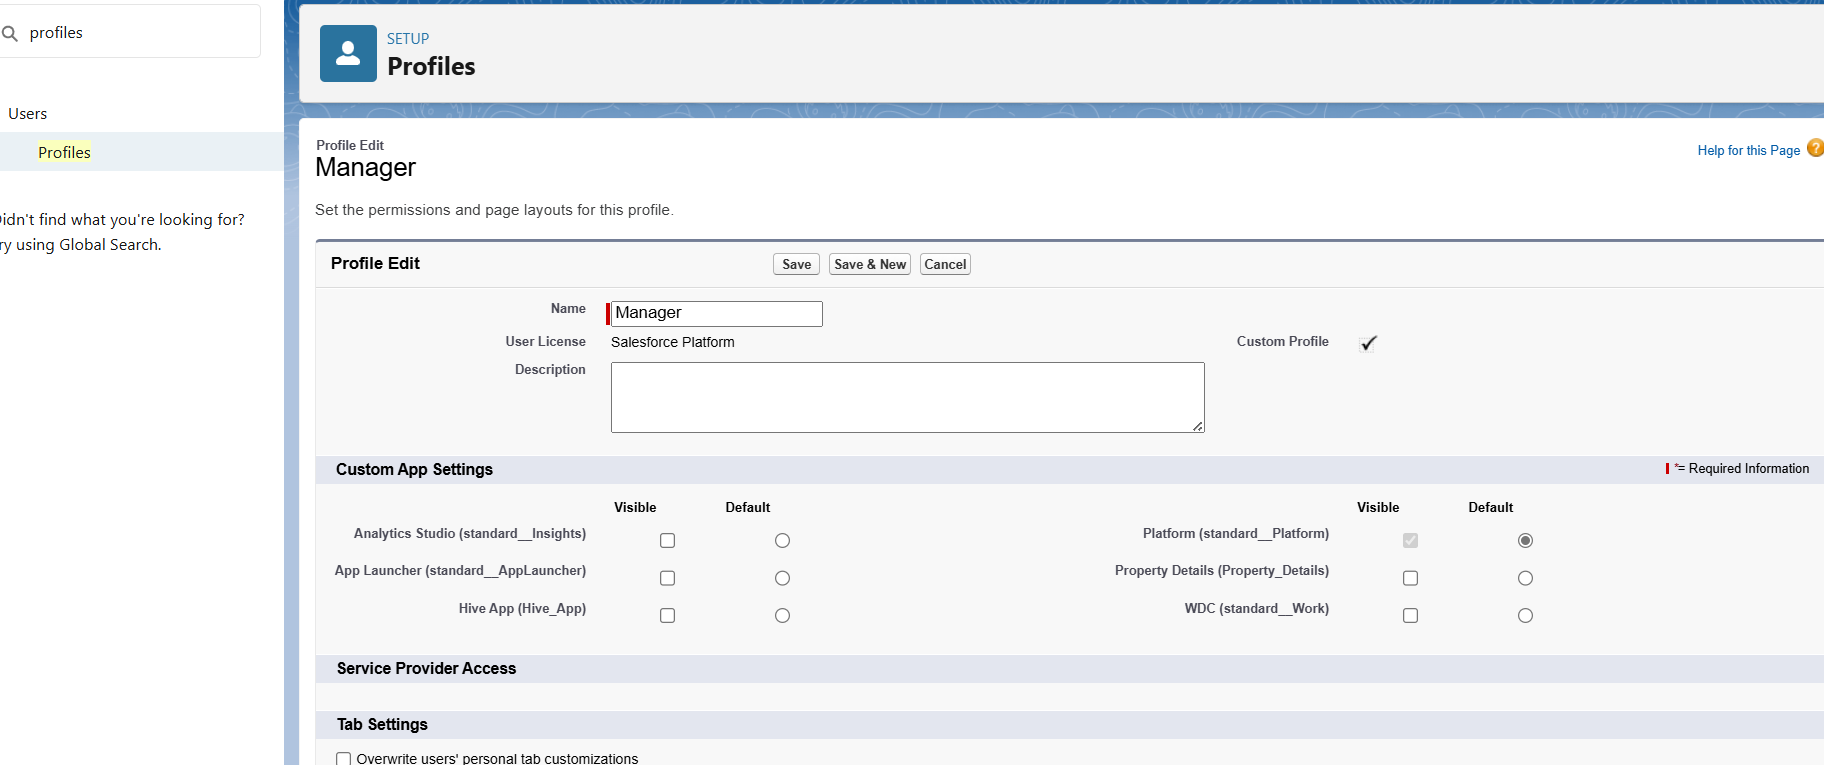 profiles
Users
Profiles
idn't find what you're looking for?
ry using Global Search.
SETUP
Profiles
Profile Edit
Manager
Help for this Page ?
Set the permissions and page layouts for this profile.
Profile Edit Save Save & New Cancel
Name Manager
User License Salesforce Platform Custom Profile
Description
Custom App Settings *= Required Information
Visible Default Visible Default
Analytics Studio (standard__Insights) Platform (standard__Platform)
App Launcher (standard__AppLauncher) Property Details (Property_Details)
Hive App (Hive_App) WDC (standard__Work)
Service Provider Access
Tab Settings
Overwrite users' personal tab customizations